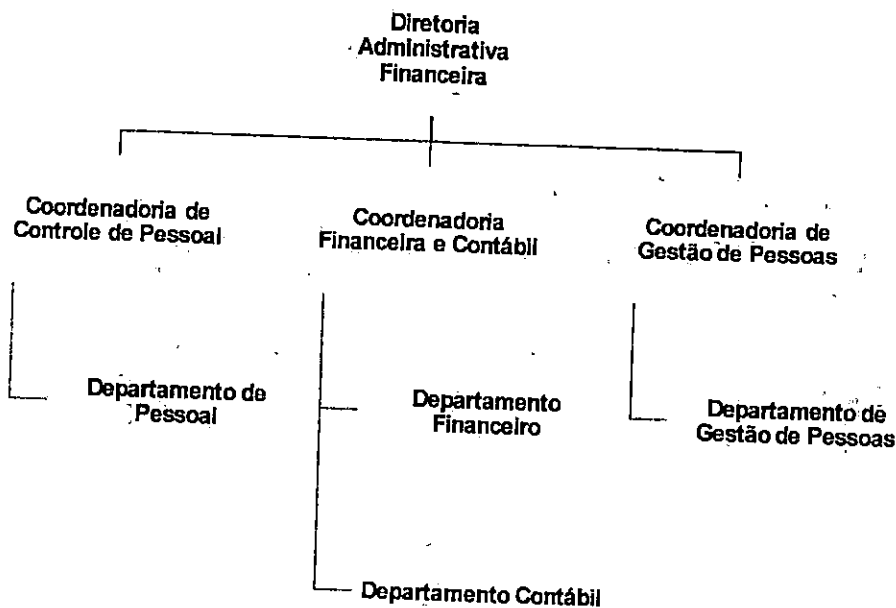 Diretoria
Administrativa
Financeira
Coordenadoria de
Controle de Pessoal
Coordenadoria
Financeira e Contábil
Coordenadoria de
Gestão de Pessoas
Departamento de
Pessoal
Departamento
Financeiro
Departamento de
Gestão de Pessoas
Departamento Contábil